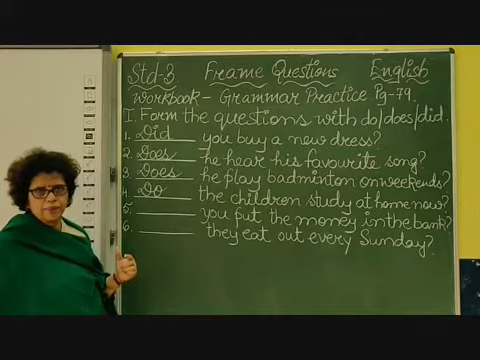 Std-3 Frame Questions English
Workbook - Grammar Practice Pg-79.
I. Form the questions with do/does/did.
1. Did you buy a new dress?
2. Does he hear his favourite song?
3. Does he play badminton on weekends?
4. Do the children study at home now?
5. ______ you put the money in the bank?
6. ______ they eat out every Sunday?